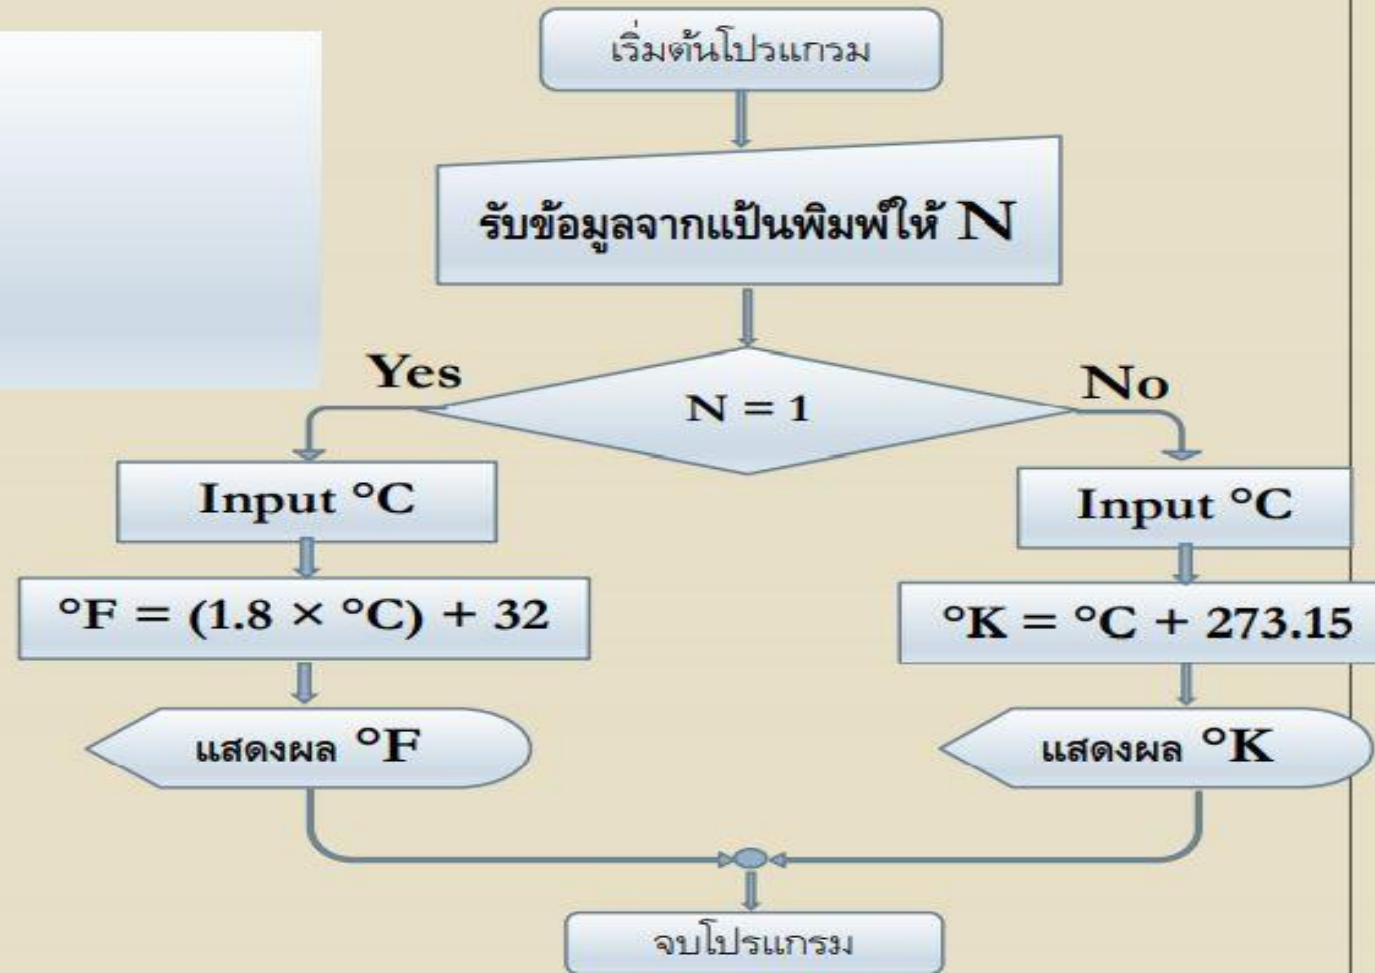 เริ่มต้นโปรแกรม
รับข้อมูลจากแป้นพิมพ์ให้ N
N = 1
Yes
No
Input °C
°F = (1.8 × °C) + 32
แสดงผล °F
Input °C
°K = °C + 273.15
แสดงผล °K
จบโปรแกรม